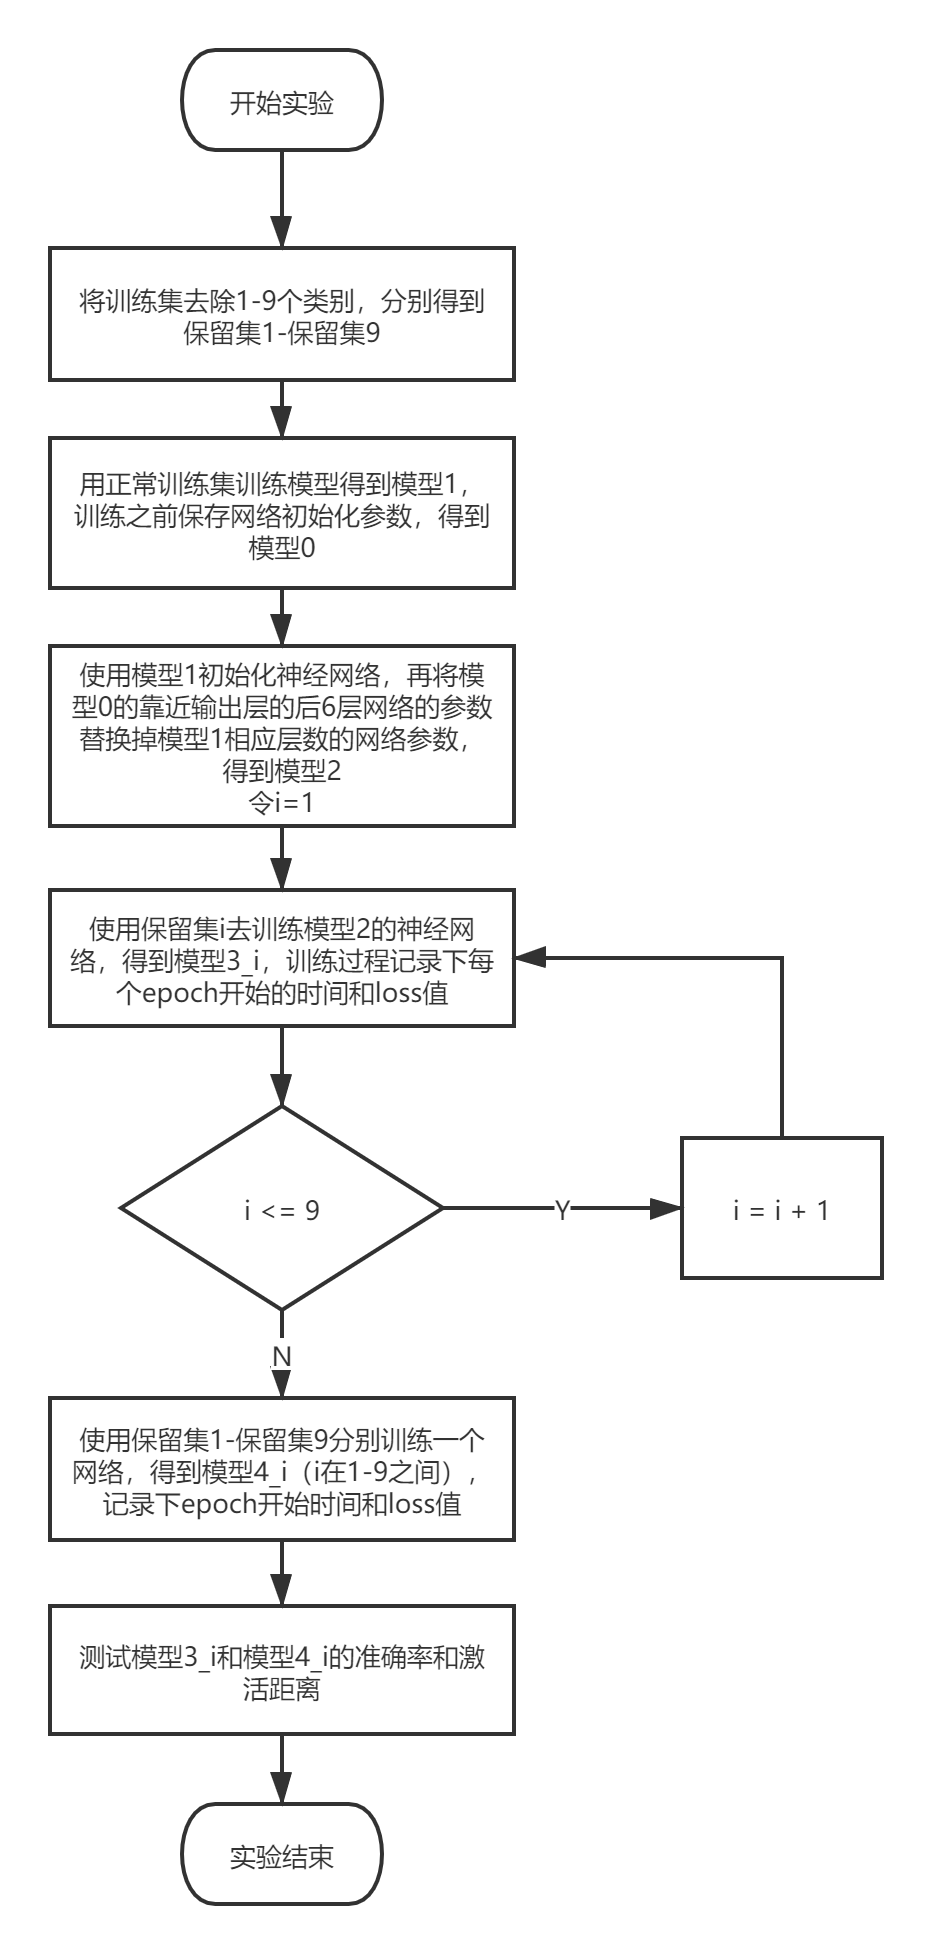 开始实验
将训练集去除1-9个类别，分别得到
保留集1-保留集9
用正常训练集训练模型得到模型1，
训练之前保存网络初始化参数，得到
模型0
使用模型1初始化神经网络，再将模
型0的靠近输出层的后6层网络的参数
替换掉模型1相应层数的网络参数，
得到模型2
令i=1
使用保留集i去训练模型2的神经网
络，得到模型3_i，训练过程记录下每
个epoch开始的时间和loss值
i <= 9
Y
i = i + 1
N
使用保留集1-保留集9分别训练一个
网络，得到模型4_i（i在1-9之间），
记录下epoch开始时间和loss值
测试模型3_i和模型4_i的准确率和激
活距离
实验结束